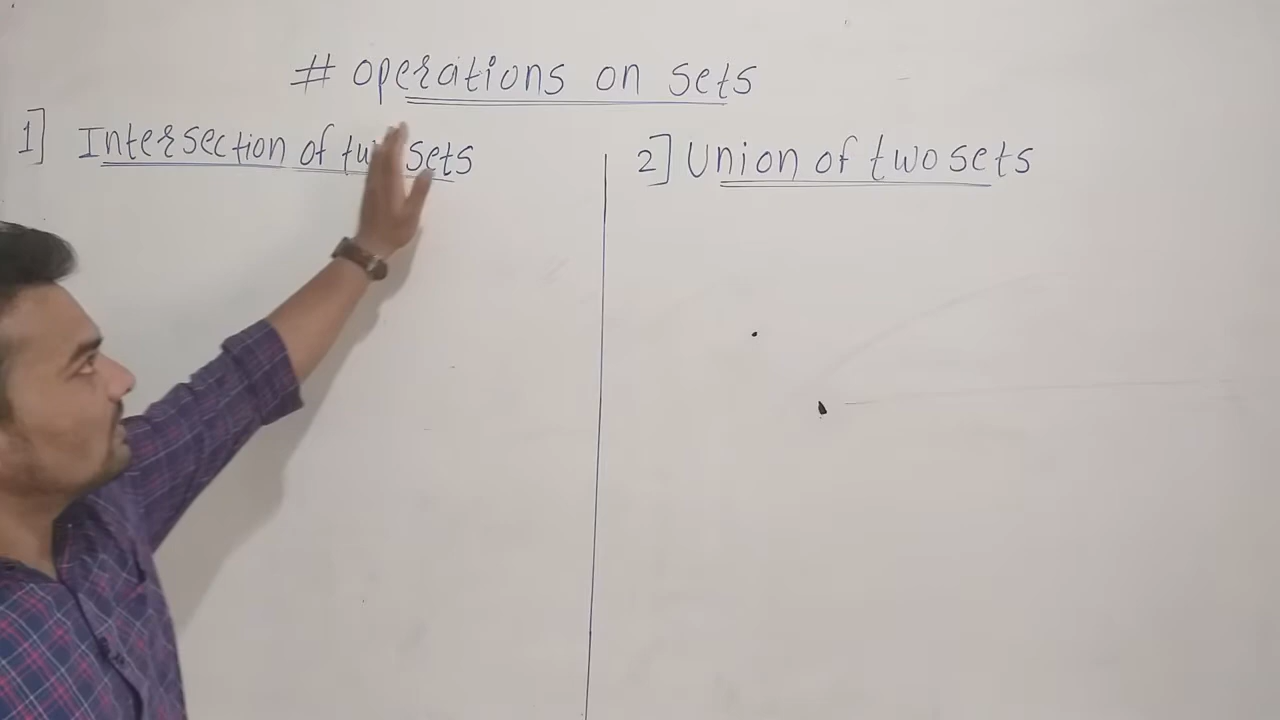 # operations on sets
1] Intersection of two sets
2] Union of two sets